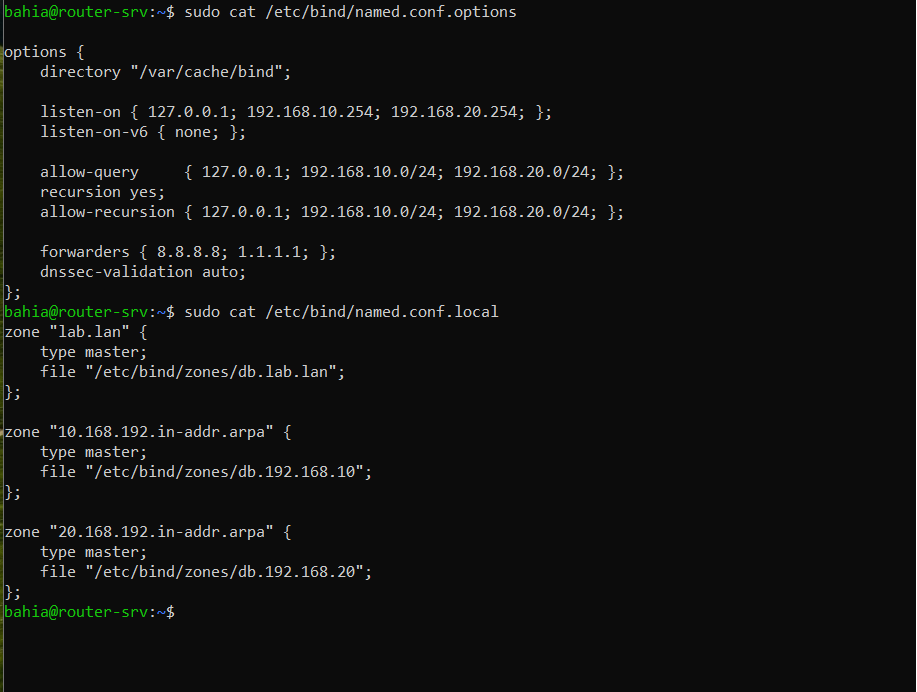 bahia@router-srv:~$ sudo cat /etc/bind/named.conf.options
options {
    directory "/var/cache/bind";
    listen-on { 127.0.0.1; 192.168.10.254; 192.168.20.254; };
    listen-on-v6 { none; };
    allow-query     { 127.0.0.1; 192.168.10.0/24; 192.168.20.0/24; };
    recursion yes;
    allow-recursion { 127.0.0.1; 192.168.10.0/24; 192.168.20.0/24; };
    forwarders { 8.8.8.8; 1.1.1.1; };
    dnssec-validation auto;
};
bahia@router-srv:~$ sudo cat /etc/bind/named.conf.local
zone "lab.lan" {
    type master;
    file "/etc/bind/zones/db.lab.lan";
};
zone "10.168.192.in-addr.arpa" {
    type master;
    file "/etc/bind/zones/db.192.168.10";
};
zone "20.168.192.in-addr.arpa" {
    type master;
    file "/etc/bind/zones/db.192.168.20";
};
bahia@router-srv:~$